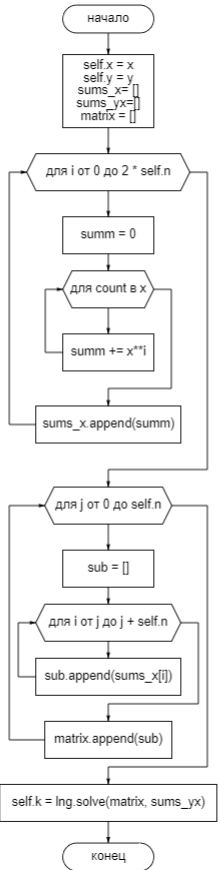 начало
self.x = x
self.y = y
sums_x= []
sums_yx=[]
matrix = []
для i от 0 до 2 * self.n
summ = 0
для count в x
summ += x**i
sums_x.append(summ)
для j от 0 до self.n
sub = []
для i от j до j + self.n
sub.append(sums_x[i])
matrix.append(sub)
self.k = lng.solve(matrix, sums_yx)
конец